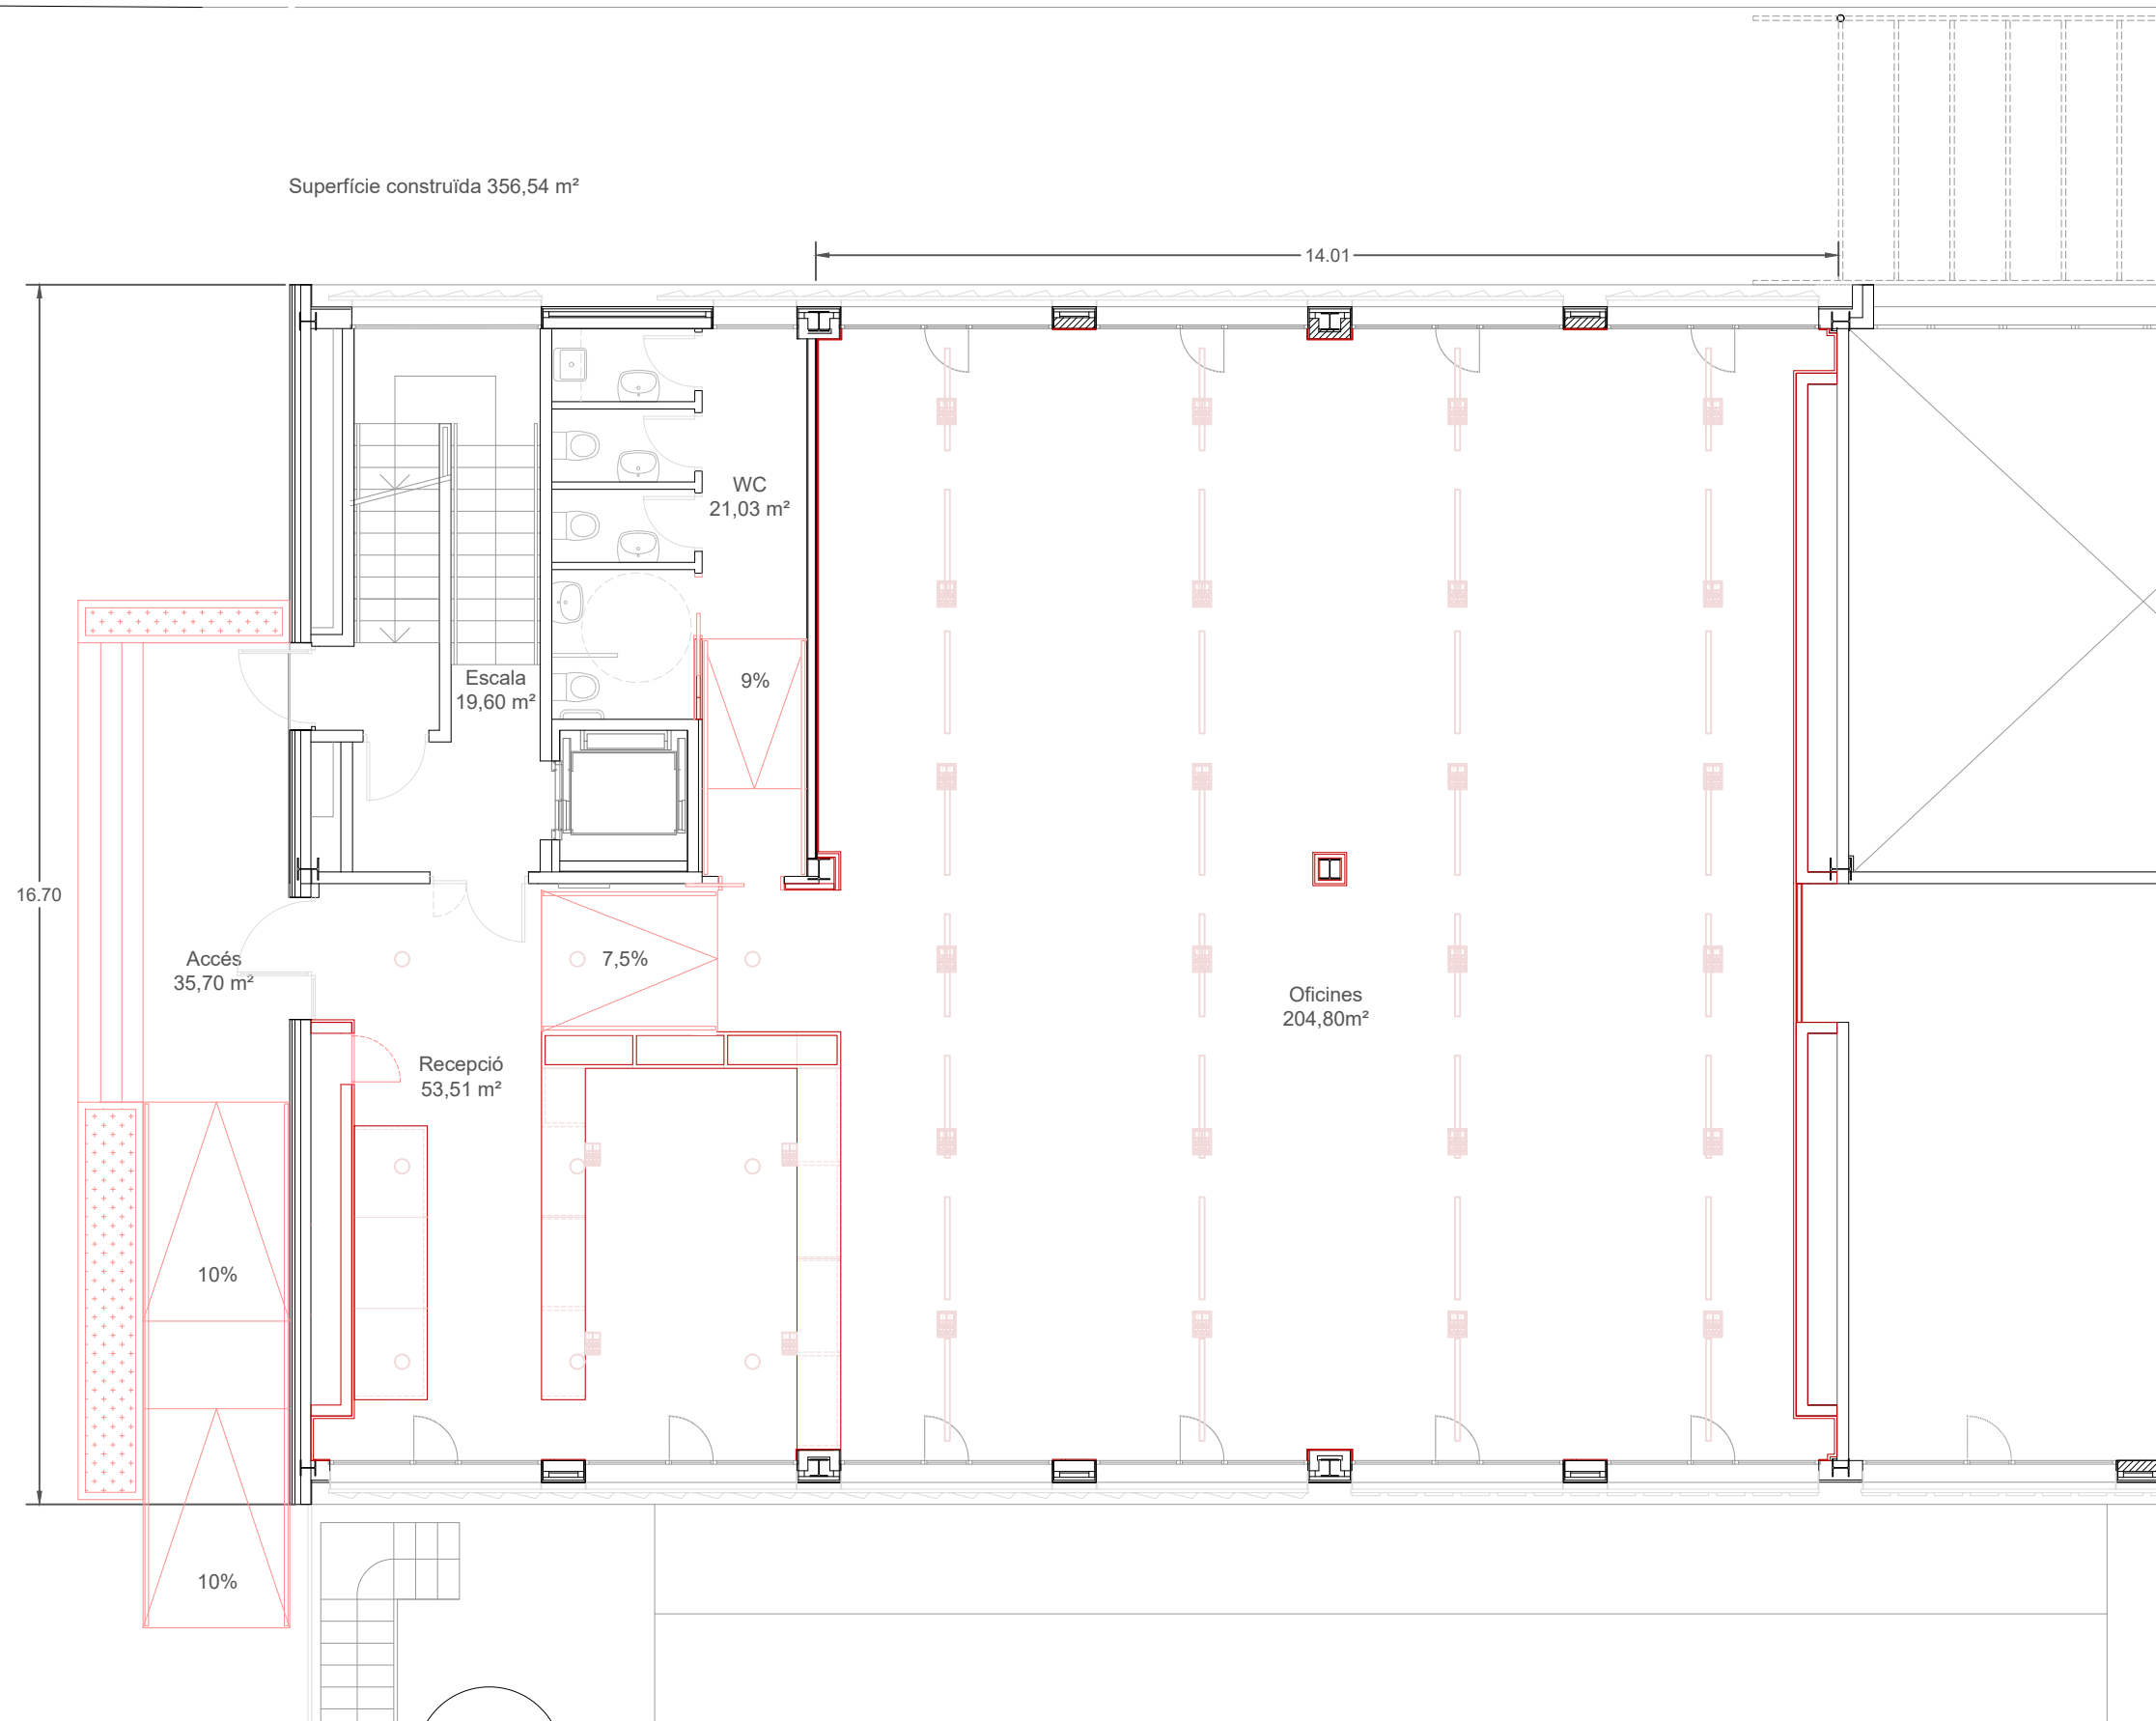 Superfície construïda 356,54 m²
14.01
WC
21,03 m²
Escala
19,60 m²
9%
16.70
Accés
35,70 m²
7,5%
Oficines
204,80m²
Recepció
53,51 m²
10%
10%